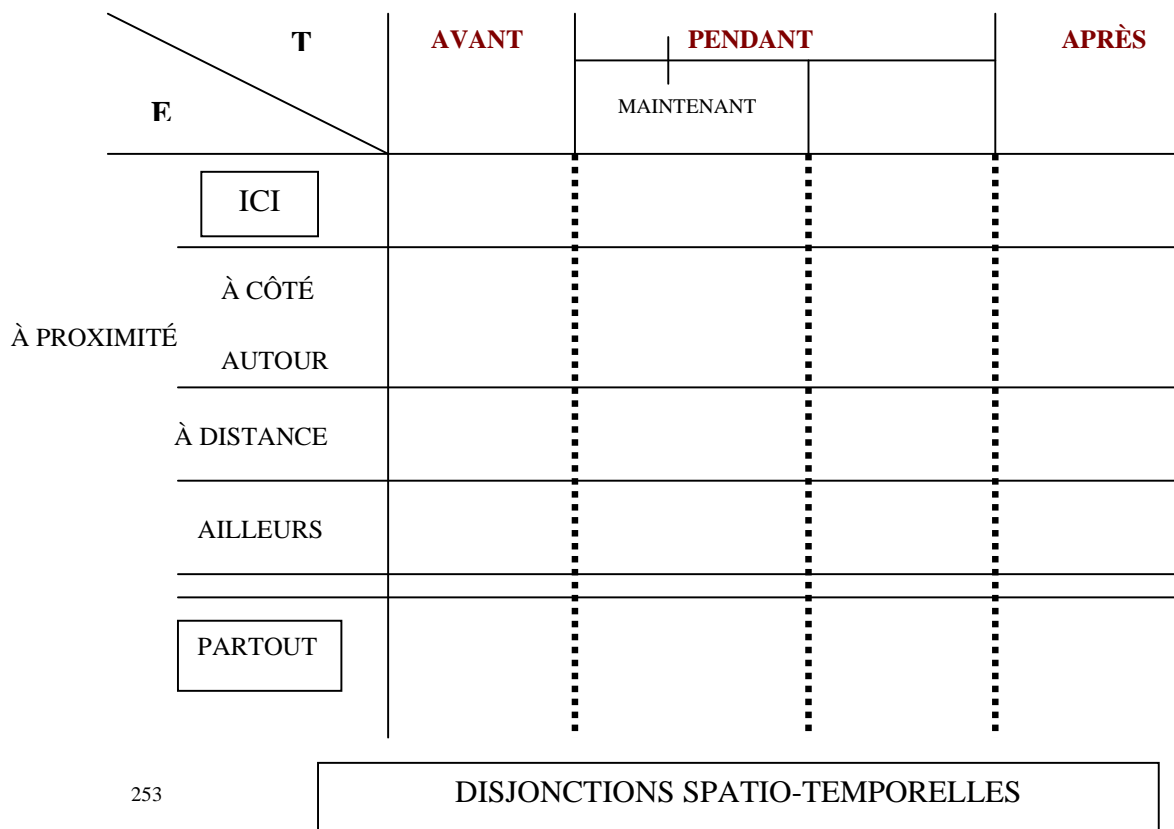 T AVANT PENDANT APRÈS
E MAINTENANT
ICI
À CÔTÉ
À PROXIMITÉ
AUTOUR
À DISTANCE
AILLEURS
PARTOUT
253 DISJONCTIONS SPATIO-TEMPORELLES